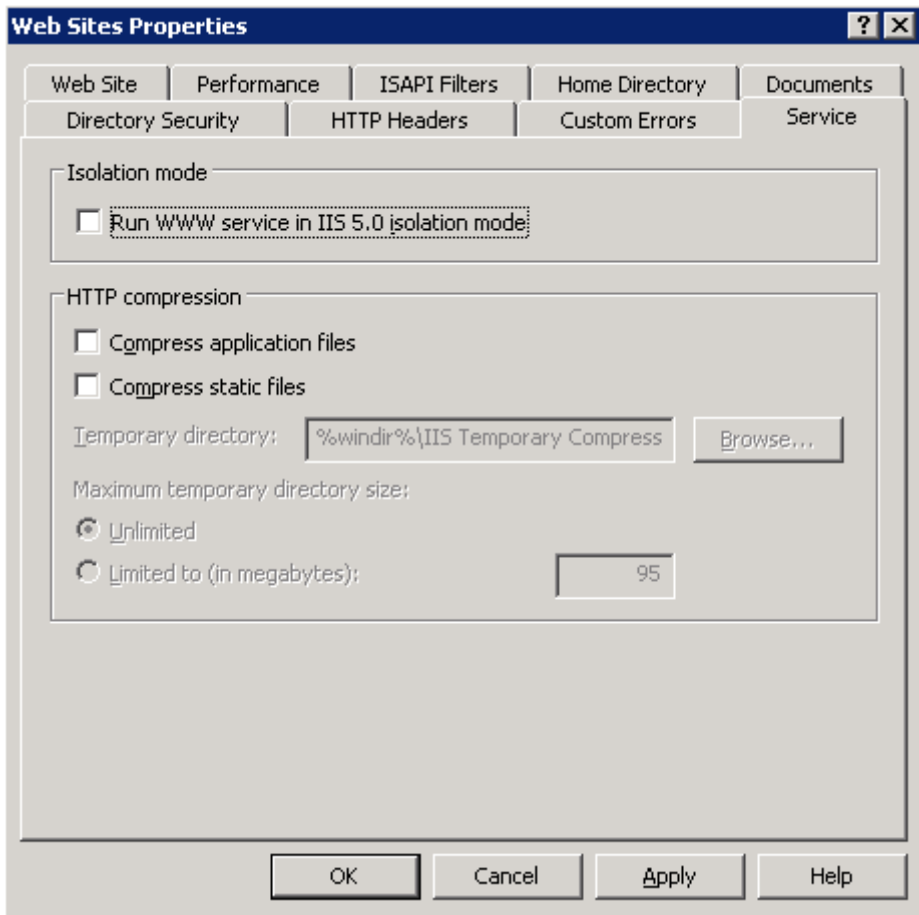 Web Sites Properties
Web Site Performance ISAPI Filters Home Directory Documents
Directory Security HTTP Headers Custom Errors Service
Isolation mode
Run WWW service in IIS 5.0 isolation mode
HTTP compression
Compress application files
Compress static files
Temporary directory: %windir%\IIS Temporary Compress Browse...
Maximum temporary directory size:
Unlimited
Limited to (in megabytes): 95
OK Cancel Apply Help